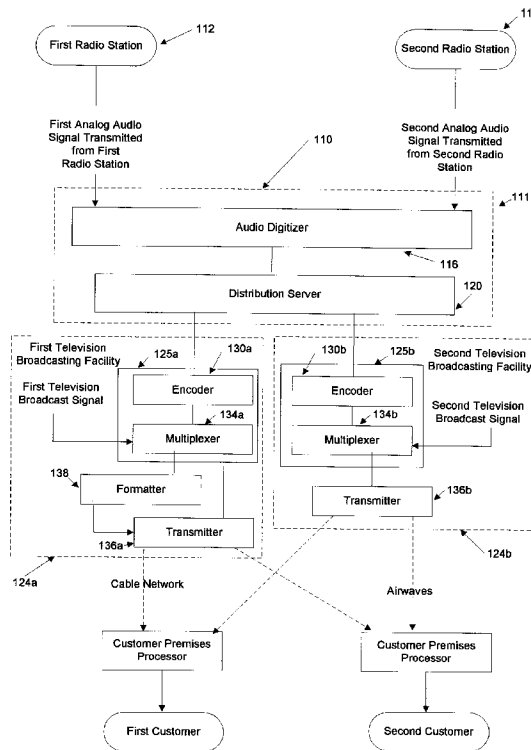 112
11
First Radio Station
Second Radio Station
First Analog Audio
Signal Transmitted
from First
Radio Station
110
Second Analog Audio
Signal Transmitted
from Second Radio
Station
111
Audio Digitizer
116
120
Distribution Server
First Television
Broadcasting Facility
125a
130a
130b
125b
Second Television
Broadcasting Facility
First Television
Broadcast Signal
Encoder
Encoder
134a
134b
Second Television
Broadcast Signal
Multiplexer
Multiplexer
138
Formatter
Transmitter
136b
Transmitter
136a
124a
Cable Network
124b
Airwaves
Customer Premises
Processor
Customer Premises
Processor
First Customer
Second Customer